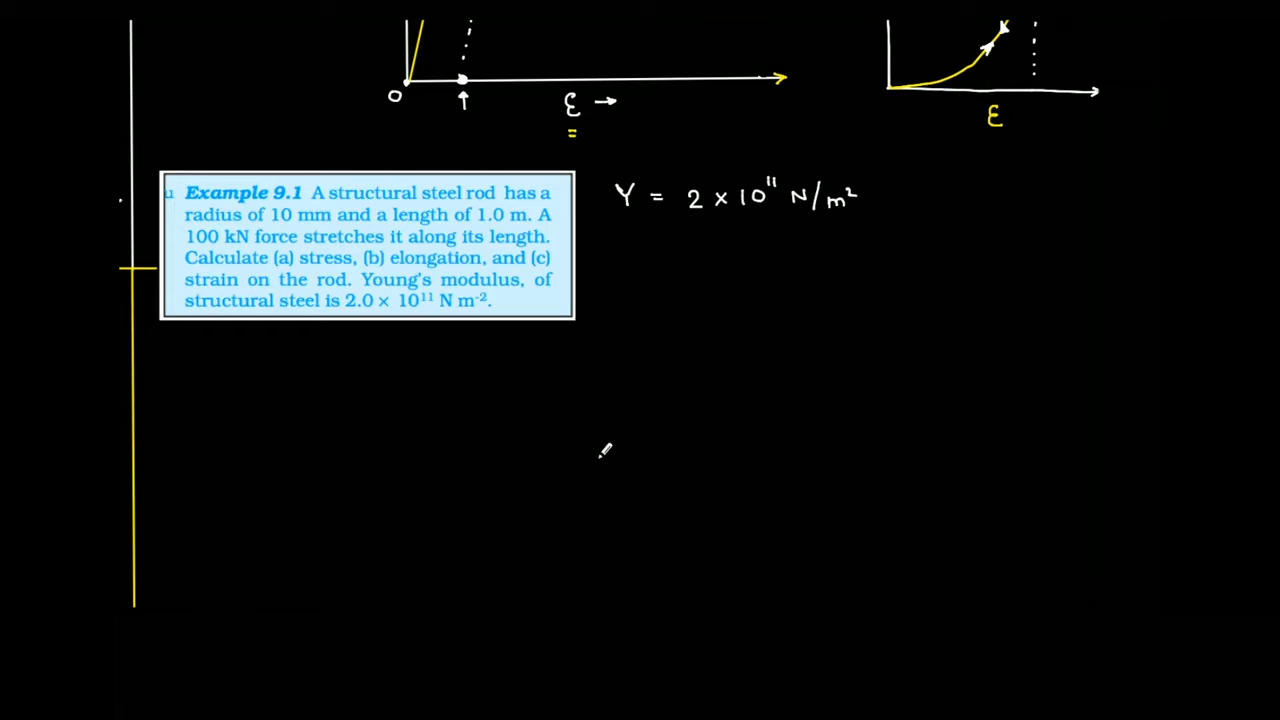 O
ε →
=
ε
u Example 9.1 A structural steel rod has a
radius of 10 mm and a length of 1.0 m. A
100 kN force stretches it along its length.
Calculate (a) stress, (b) elongation, and (c)
strain on the rod. Young's modulus, of
structural steel is 2.0 × 10¹¹ N m⁻².
Y = 2 × 10¹¹ N/m²